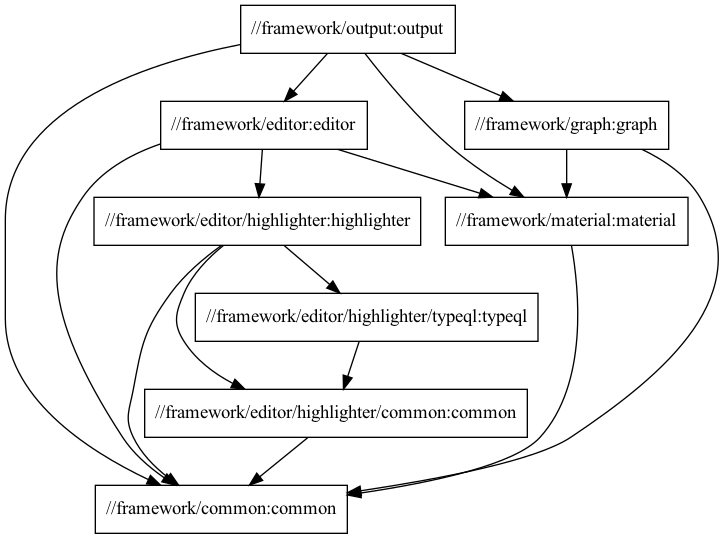 //framework/output:output
//framework/editor:editor
//framework/graph:graph
//framework/editor/highlighter:highlighter
//framework/material:material
//framework/editor/highlighter/typeql:typeql
//framework/editor/highlighter/common:common
//framework/common:common